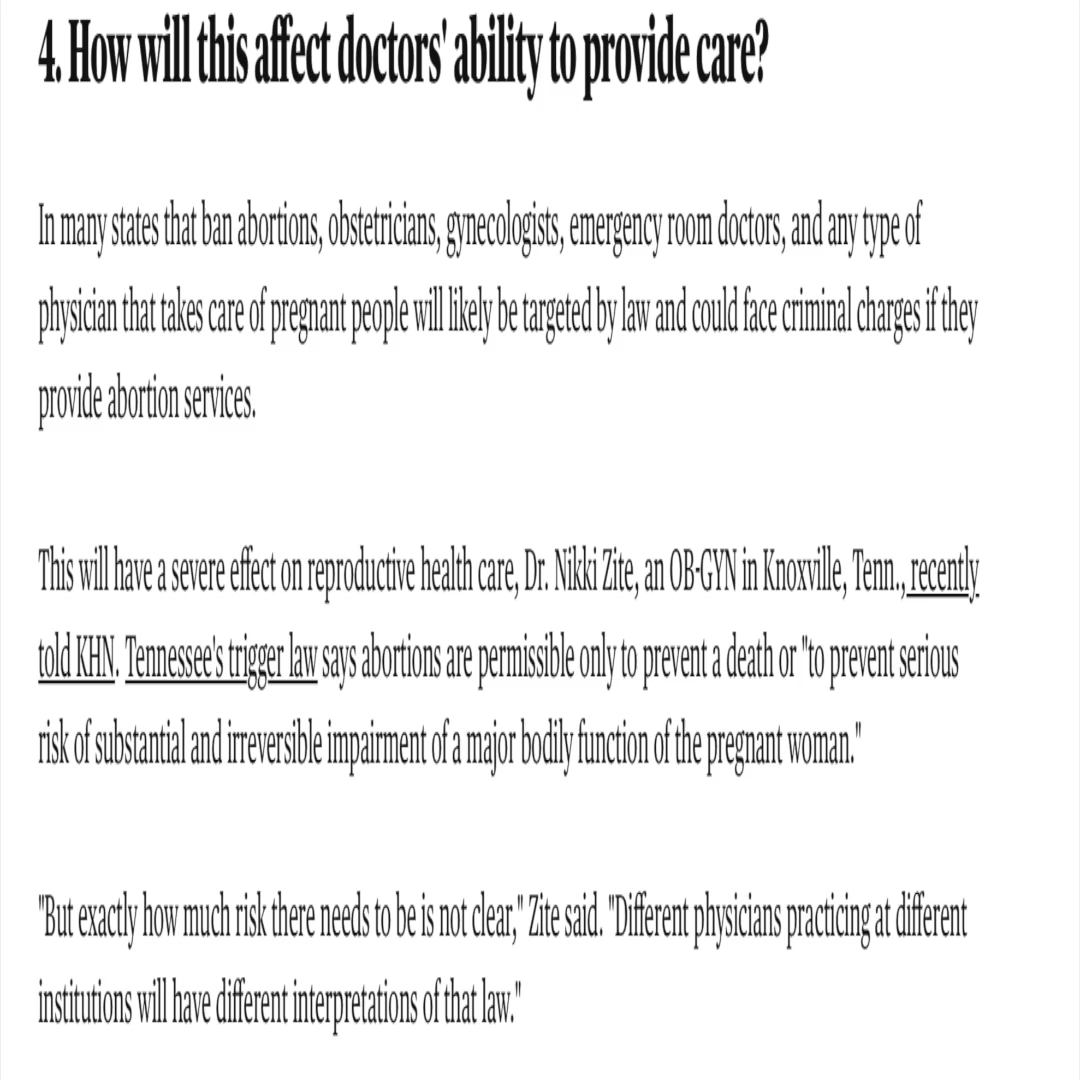 4. How will this affect doctors' ability to provide care?
In many states that ban abortions, obstetricians, gynecologists, emergency room doctors, and any type of
physician that takes care of pregnant people will likely be targeted by law and could face criminal charges if they
provide abortion services.
This will have a severe effect on reproductive health care, Dr. Nikki Zite, an OB-GYN in Knoxville, Tenn., recently
told KHN. Tennessee's trigger law says abortions are permissible only to prevent a death or "to prevent serious
risk of substantial and irreversible impairment of a major bodily function of the pregnant woman."
"But exactly how much risk there needs to be is not clear," Zite said. "Different physicians practicing at different
institutions will have different interpretations of that law."